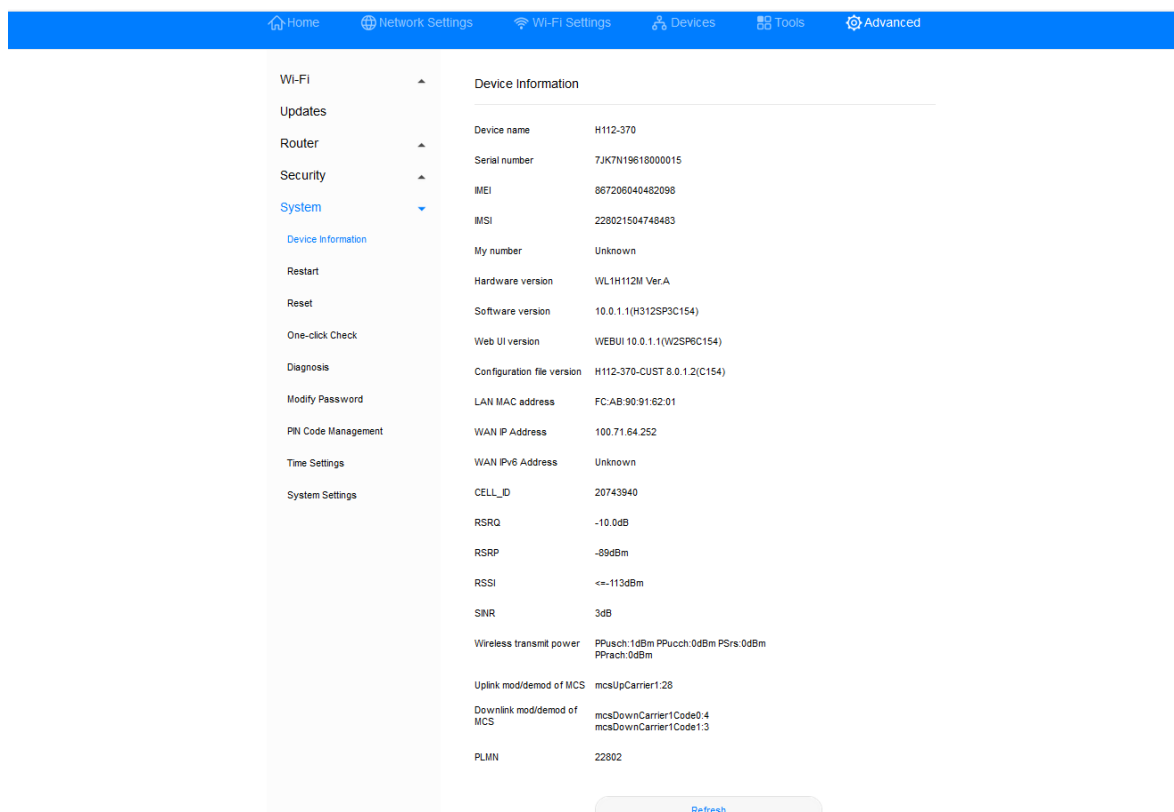 Home Network Settings Wi-Fi Settings Devices Tools Advanced
Wi-Fi
Updates
Router
Security
System
Device Information
Restart
Reset
One-click Check
Diagnosis
Modify Password
PIN Code Management
Time Settings
System Settings
Device Information
Device name H112-370
Serial number 7JK7N19618000015
IMEI 867206040482098
IMSI 228021504748483
My number Unknown
Hardware version WL1H112M Ver.A
Software version 10.0.1.1(H312SP3C154)
Web UI version WEBUI 10.0.1.1(W2SP6C154)
Configuration file version H112-370-CUST 8.0.1.2(C154)
LAN MAC address FC:AB:90:91:62:01
WAN IP Address 100.71.64.252
WAN IPv6 Address Unknown
CELL_ID 20743940
RSRQ -10.0dB
RSRP -89dBm
RSSI <=-113dBm
SINR 3dB
Wireless transmit power PPusch:1dBm PPucch:0dBm PSrs:0dBm
PPrach:0dBm
Uplink mod/demod of MCS mcsUpCarrier1:28
Downlink mod/demod of
MCS
mcsDownCarrier1Code0:4
mcsDownCarrier1Code1:3
PLMN 22802
Refresh